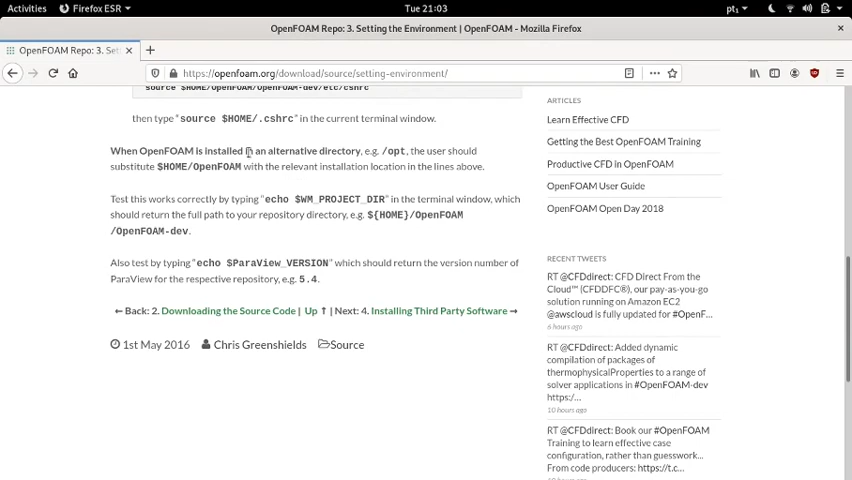 Activities
Firefox ESR
Tue 21:03
pt₁
OpenFOAM Repo: 3. Setting the Environment | OpenFOAM - Mozilla Firefox
OpenFOAM Repo: 3. Set
https://openfoam.org/download/source/setting-environment/
source $HOME/OpenFOAM/OpenFOAM-dev/etc/cshrc
then type “source $HOME/.cshrc” in the current terminal window.
When OpenFOAM is installed in an alternative directory, e.g. /opt, the user should
substitute $HOME/OpenFOAM with the relevant installation location in the lines above.
Test this works correctly by typing “echo $WM_PROJECT_DIR” in the terminal window, which
should return the full path to your repository directory, e.g. ${HOME}/OpenFOAM
/OpenFOAM-dev.
Also test by typing “echo $ParaView_VERSION” which should return the version number of
ParaView for the respective repository, e.g. 5.4.
← Back: 2. Downloading the Source Code | Up ↑ | Next: 4. Installing Third Party Software →
1st May 2016 Chris Greenshields Source
ARTICLES
Learn Effective CFD
Getting the Best OpenFOAM Training
Productive CFD in OpenFOAM
OpenFOAM User Guide
OpenFOAM Open Day 2018
RECENT TWEETS
RT @CFDdirect: CFD Direct From the
Cloud™ (CFDDFC®), our pay-as-you-go
solution running on Amazon EC2
@awscloud is fully updated for #OpenF...
6 hours ago
RT @CFDdirect: Added dynamic
compilation of packages of
thermophysicalProperties to a range of
solver applications in #OpenFOAM-dev
https:/...
10 hours ago
RT @CFDdirect: Book our #OpenFOAM
Training to learn effective case
configuration, rather than guesswork...
From code producers: https://t.c...